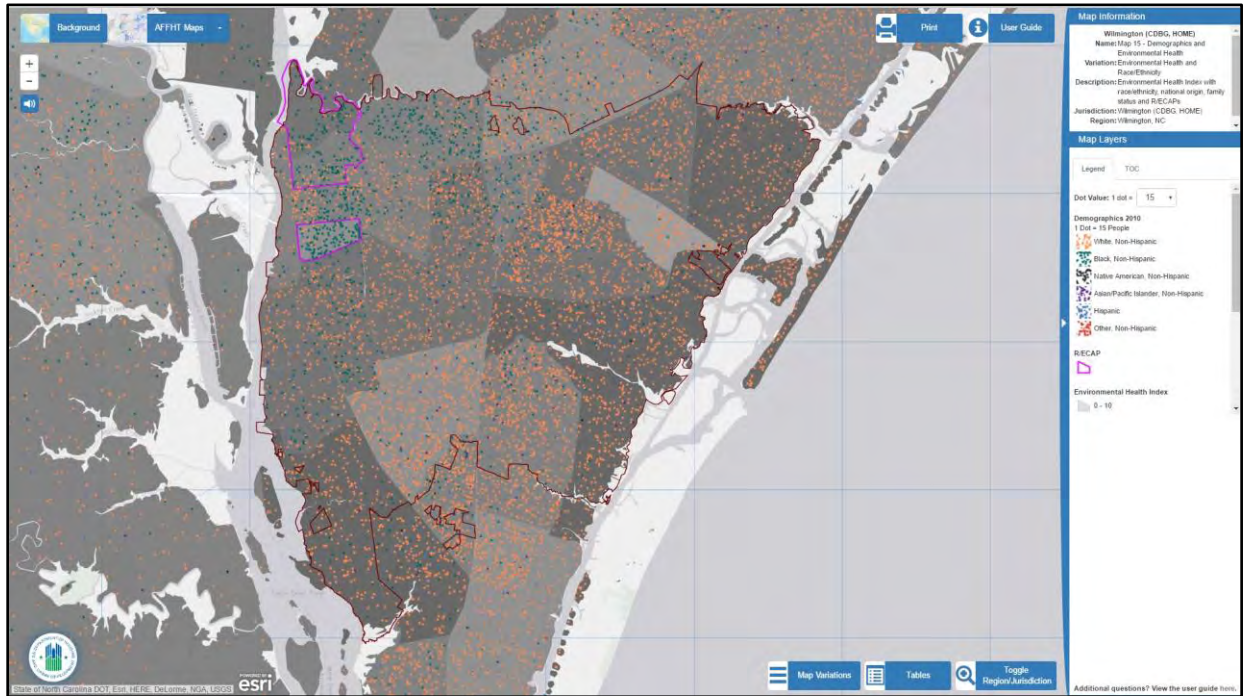 Background
AFFHT Maps
Print
User Guide
+
−
Map Information
Wilmington (CDBG, HOME)
Name: Map 15 - Demographics and
Environmental Health
Variation: Environmental Health and
Race/Ethnicity
Description: Environmental Health Index with
race/ethnicity, national origin, family
status and R/ECAPs
Jurisdiction: Wilmington (CDBG, HOME)
Region: Wilmington, NC
Map Layers
Legend TOC
Dot Value: 1 dot = 15
Demographics 2010
1 Dot = 15 People
White, Non-Hispanic
Black, Non-Hispanic
Native American, Non-Hispanic
Asian/Pacific Islander, Non-Hispanic
Hispanic
Other, Non-Hispanic
R/ECAP
Environmental Health Index
0 - 10
Map Variations
Tables
Toggle
Region/Jurisdiction
POWERED BY
esri
State of North Carolina DOT, Esri, HERE, DeLorme, NGA, USGS
Additional questions? View the user guide here.